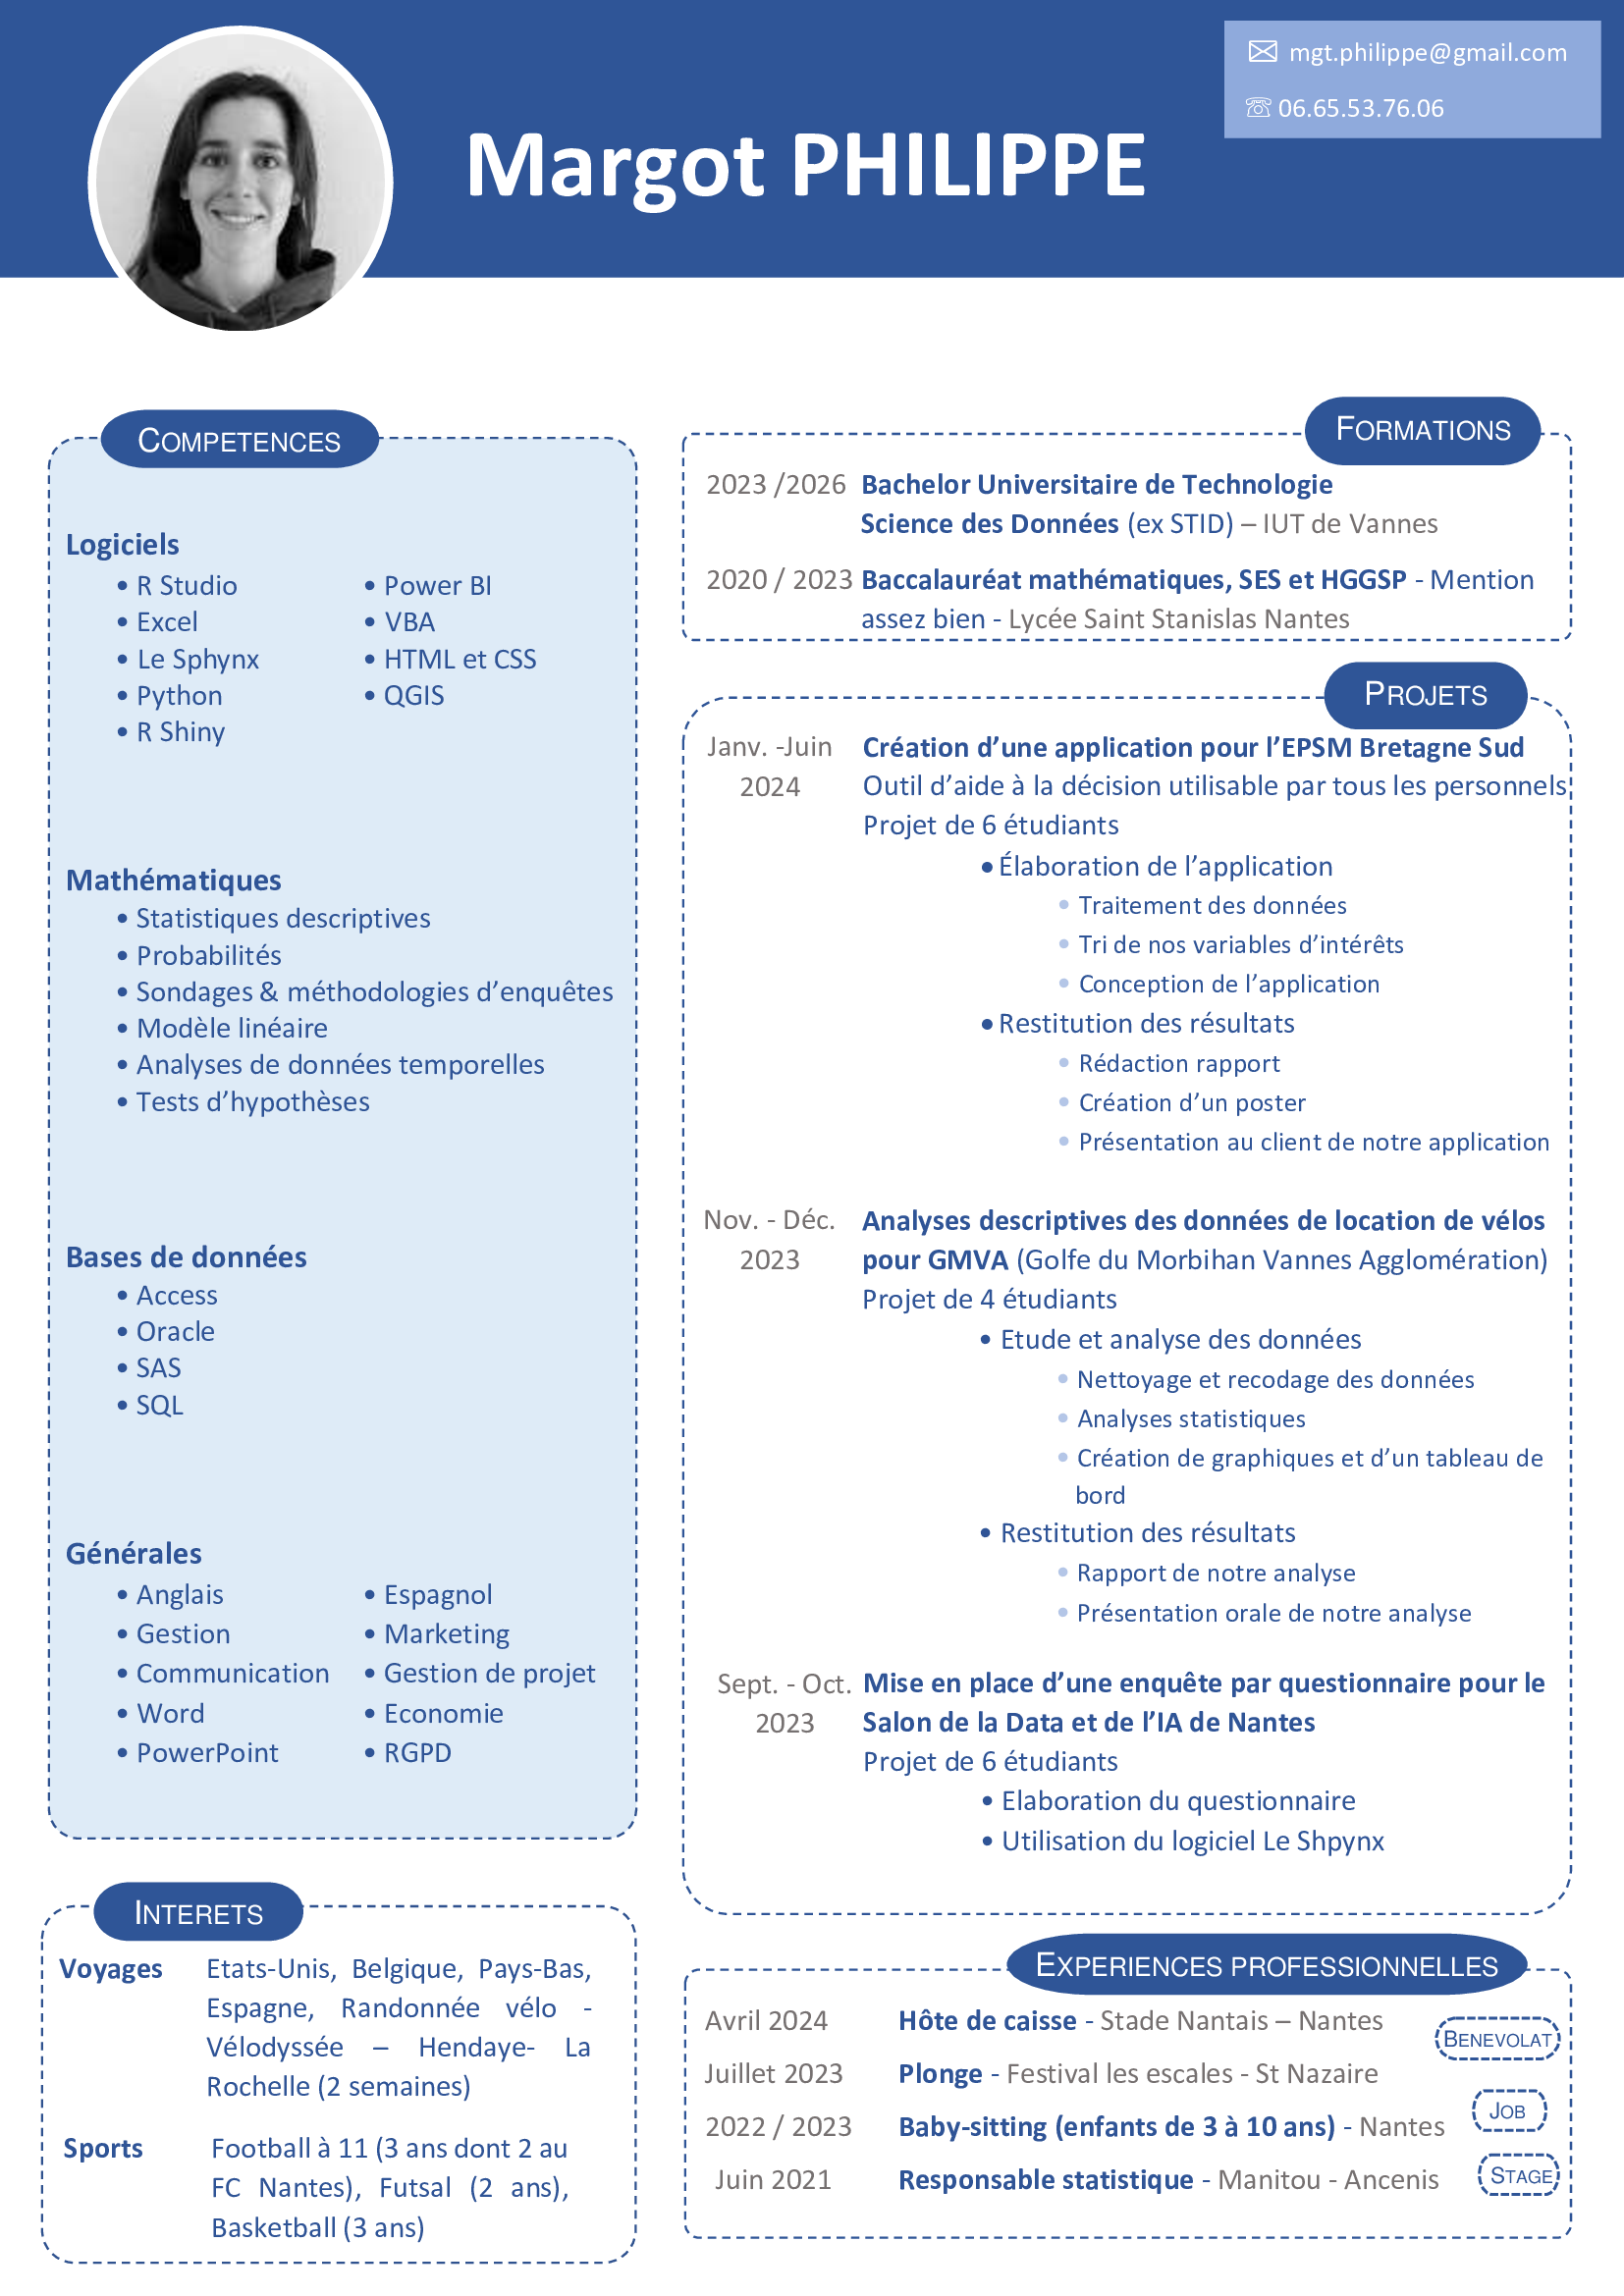 mgt.philippe@gmail.com
06.65.53.76.06
Margot PHILIPPE
COMPETENCES
Logiciels
• R Studio
• Excel
• Le Sphynx
• Python
• R Shiny
• Power BI
• VBA
• HTML et CSS
• QGIS
Mathématiques
• Statistiques descriptives
• Probabilités
• Sondages & méthodologies d’enquêtes
• Modèle linéaire
• Analyses de données temporelles
• Tests d’hypothèses
Bases de données
• Access
• Oracle
• SAS
• SQL
Générales
• Anglais
• Gestion
• Communication
• Word
• PowerPoint
• Espagnol
• Marketing
• Gestion de projet
• Economie
• RGPD
INTERETS
Voyages Etats-Unis, Belgique, Pays-Bas,
Espagne, Randonnée vélo -
Vélodyssée – Hendaye- La
Rochelle (2 semaines)
Sports Football à 11 (3 ans dont 2 au
FC Nantes), Futsal (2 ans),
Basketball (3 ans)
FORMATIONS
2023 /2026 Bachelor Universitaire de Technologie
Science des Données (ex STID) – IUT de Vannes
2020 / 2023 Baccalauréat mathématiques, SES et HGGSP - Mention
assez bien - Lycée Saint Stanislas Nantes
PROJETS
Janv. -Juin Création d’une application pour l’EPSM Bretagne Sud
2024 Outil d’aide à la décision utilisable par tous les personnels
Projet de 6 étudiants
• Élaboration de l’application
• Traitement des données
• Tri de nos variables d’intérêts
• Conception de l’application
• Restitution des résultats
• Rédaction rapport
• Création d’un poster
• Présentation au client de notre application
Nov. - Déc. Analyses descriptives des données de location de vélos
2023 pour GMVA (Golfe du Morbihan Vannes Agglomération)
Projet de 4 étudiants
• Etude et analyse des données
• Nettoyage et recodage des données
• Analyses statistiques
• Création de graphiques et d’un tableau de
bord
• Restitution des résultats
• Rapport de notre analyse
• Présentation orale de notre analyse
Sept. - Oct. Mise en place d’une enquête par questionnaire pour le
2023 Salon de la Data et de l’IA de Nantes
Projet de 6 étudiants
• Elaboration du questionnaire
• Utilisation du logiciel Le Shpynx
EXPERIENCES PROFESSIONNELLES
Avril 2024 Hôte de caisse - Stade Nantais – Nantes
BENEVOLAT
Juillet 2023 Plonge - Festival les escales - St Nazaire
2022 / 2023 Baby-sitting (enfants de 3 à 10 ans) - Nantes
JOB
Juin 2021 Responsable statistique - Manitou - Ancenis
STAGE